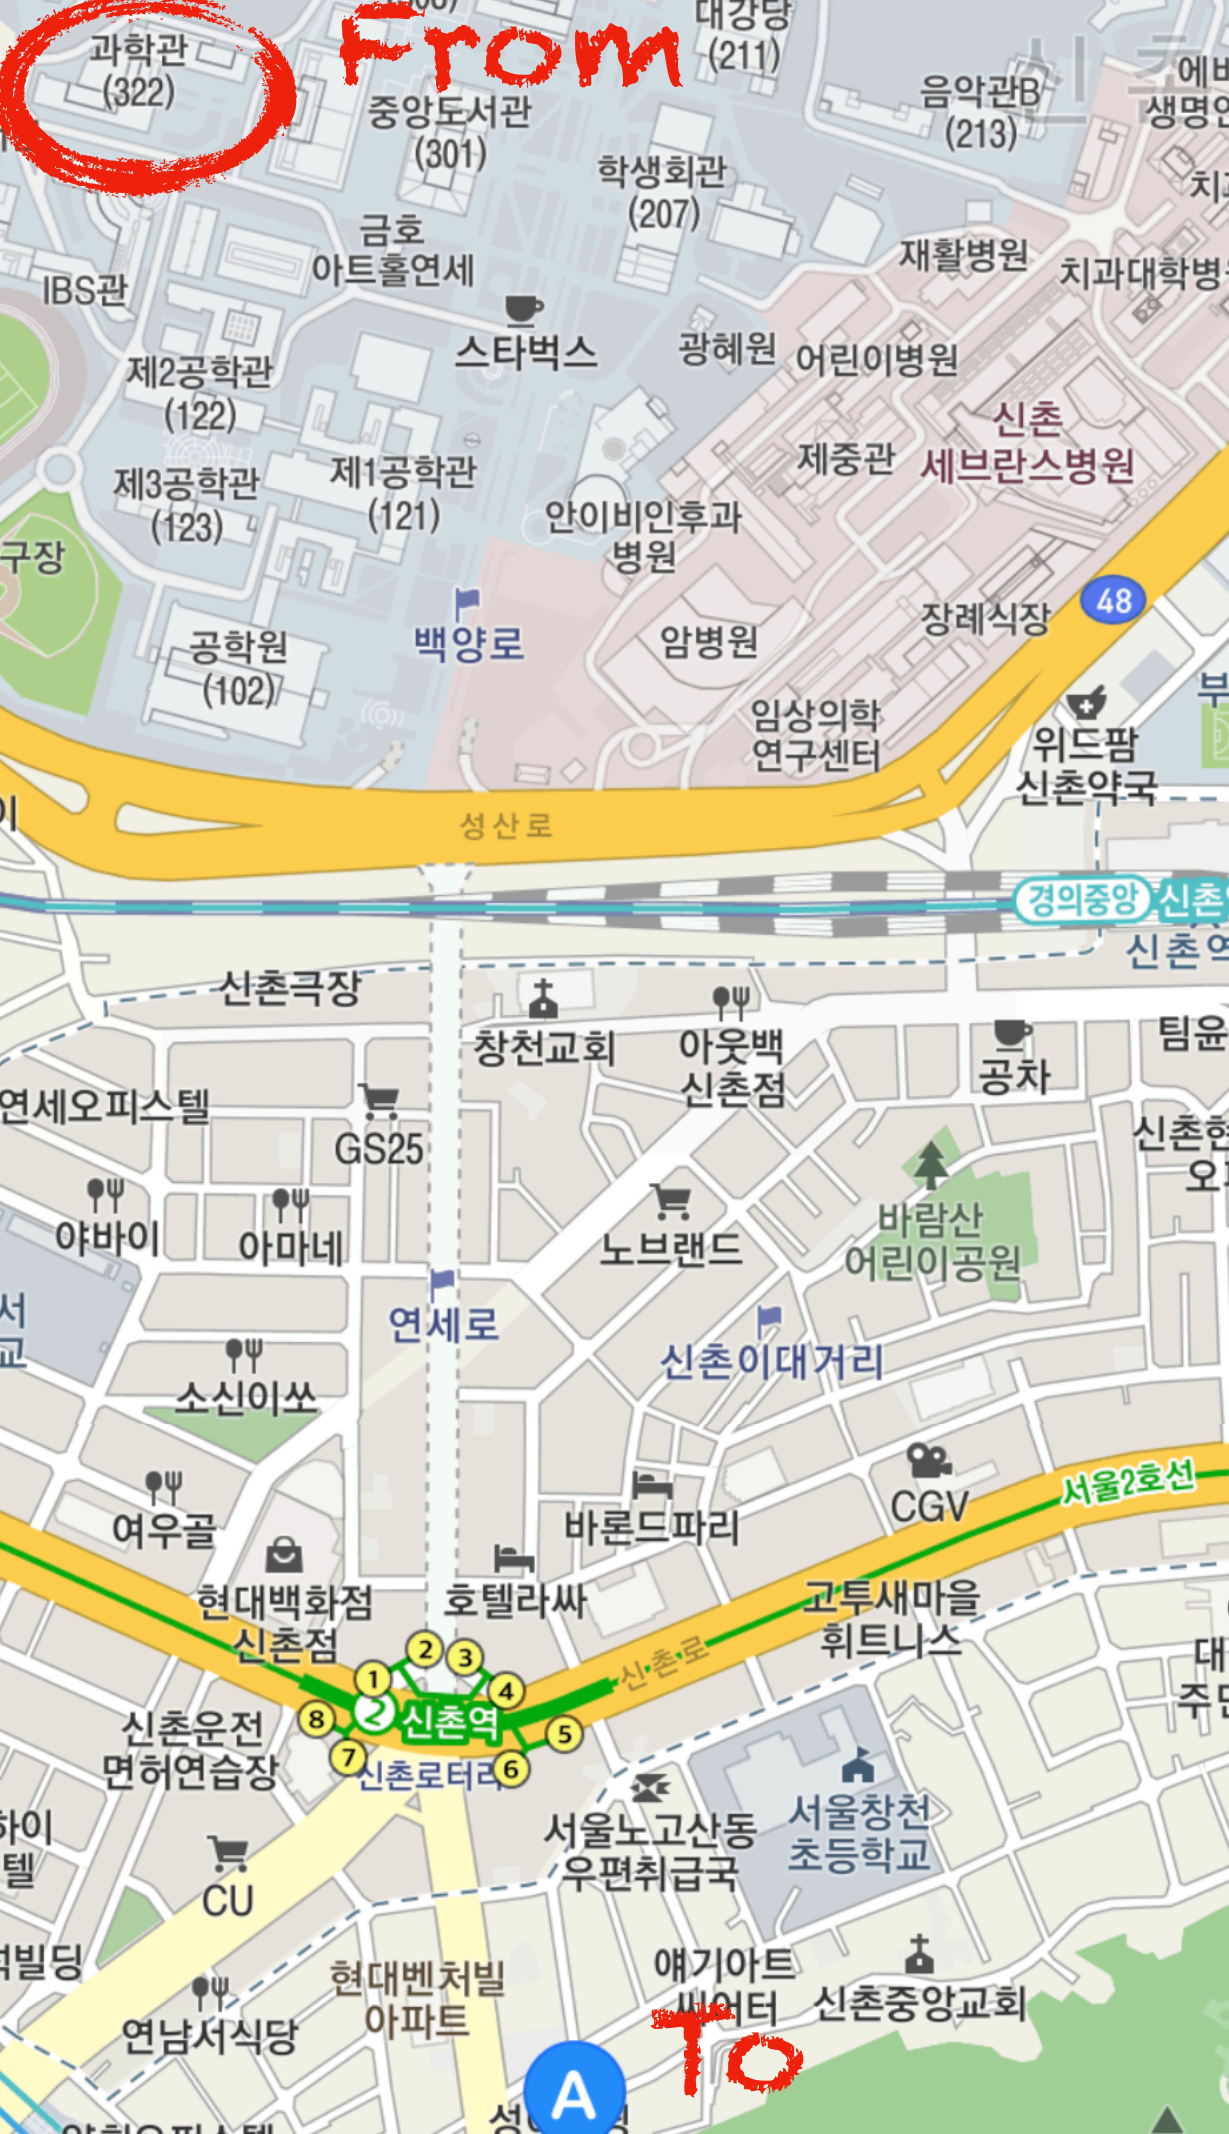 From
과학관
(322)
대강당
(211)
음악관B
(213)
신촌
중앙도서관
(301)
학생회관
(207)
금호
아트홀연세
IBS관
스타벅스
재활병원
광혜원
어린이병원
제2공학관
(122)
신촌
세브란스병원
제중관
제3공학관
(123)
제1공학관
(121)
안이비인후과
병원
구장
48
백양로
암병원
장례식장
공학원
(102)
임상의학
연구센터
위드팜
신촌약국
성산로
경의중앙
신촌극장
창천교회
아웃백
신촌점
공차
연세오피스텔
GS25
야바이
아마네
노브랜드
바람산
어린이공원
연세로
신촌이대거리
소신이쏘
CGV
서울2호선
여우골
바론드파리
현대백화점
신촌점
호텔라싸
고투새마을
휘트니스
1
2
3
4
신촌로
8
2
신촌역
5
7
6
신촌로터리
신촌운전
면허연습장
서울노고산동
우편취급국
서울창천
초등학교
CU
현대벤처빌
아파트
얘기아트
씨어터
신촌중앙교회
연남서식당
To
A